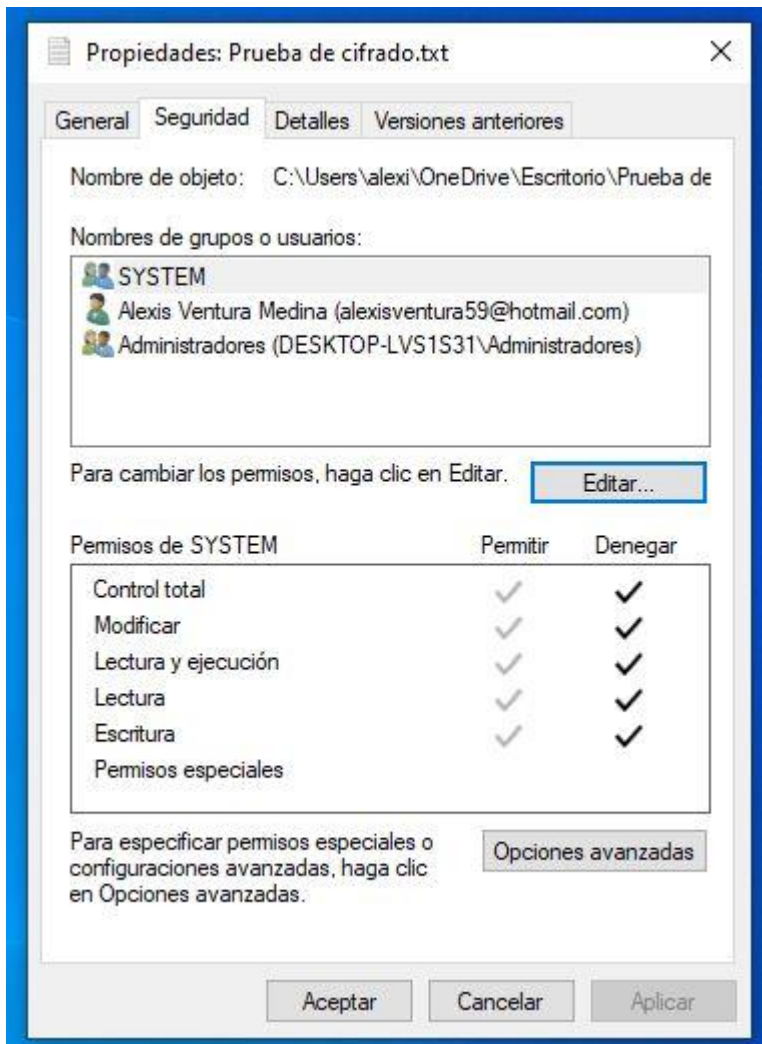 Propiedades: Prueba de cifrado.txt
General Seguridad Detalles Versiones anteriores
Nombre de objeto: C:\Users\alexi\OneDrive\Escritorio\Prueba de
Nombres de grupos o usuarios:
SYSTEM
Alexis Ventura Medina (alexisventura59@hotmail.com)
Administradores (DESKTOP-LVS1S31\Administradores)
Para cambiar los permisos, haga clic en Editar. Editar...
Permisos de SYSTEM Permitir Denegar
Control total
Modificar
Lectura y ejecución
Lectura
Escritura
Permisos especiales
Para especificar permisos especiales o
configuraciones avanzadas, haga clic
en Opciones avanzadas.
Opciones avanzadas
Aceptar Cancelar Aplicar